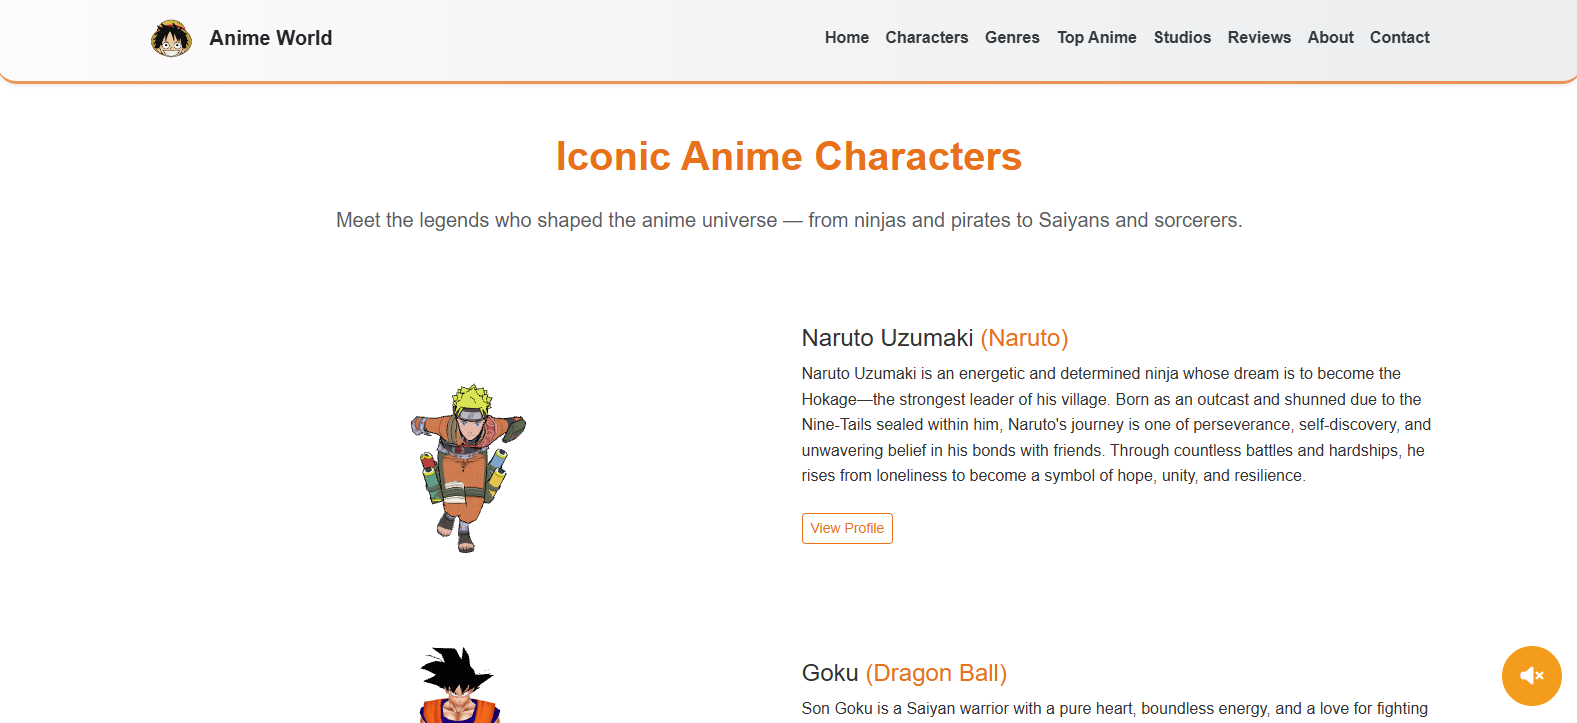 Anime World
Home Characters Genres Top Anime Studios Reviews About Contact
Iconic Anime Characters
Meet the legends who shaped the anime universe — from ninjas and pirates to Saiyans and sorcerers.
Naruto Uzumaki (Naruto)
Naruto Uzumaki is an energetic and determined ninja whose dream is to become the
Hokage—the strongest leader of his village. Born as an outcast and shunned due to the
Nine-Tails sealed within him, Naruto's journey is one of perseverance, self-discovery, and
unwavering belief in his bonds with friends. Through countless battles and hardships, he
rises from loneliness to become a symbol of hope, unity, and resilience.
View Profile
Goku (Dragon Ball)
Son Goku is a Saiyan warrior with a pure heart, boundless energy, and a love for fighting